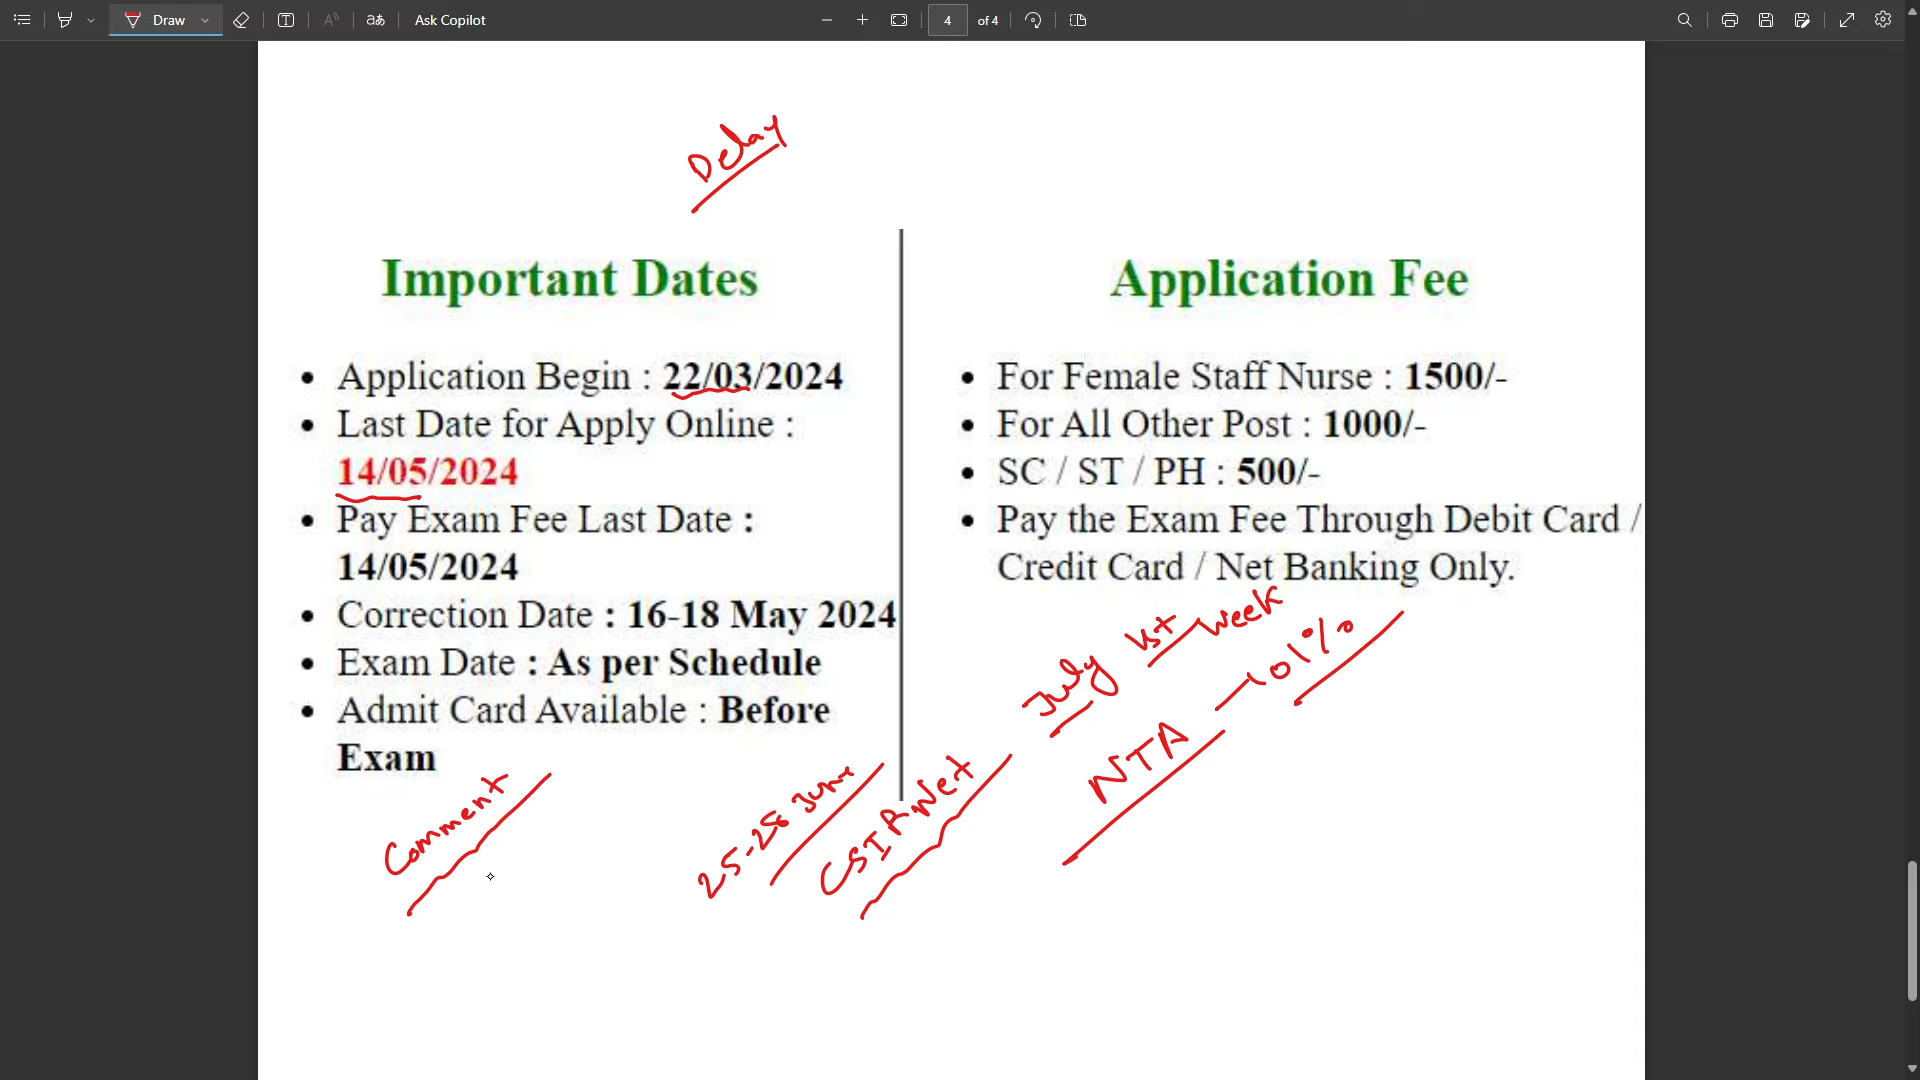 Draw
aあ
Ask Copilot
4 of 4
Delay
Important Dates
Application Begin : 22/03/2024
Last Date for Apply Online :
14/05/2024
Pay Exam Fee Last Date :
14/05/2024
Correction Date : 16-18 May 2024
Exam Date : As per Schedule
Admit Card Available : Before
Exam
Application Fee
For Female Staff Nurse : 1500/-
For All Other Post : 1000/-
SC / ST / PH : 500/-
Pay the Exam Fee Through Debit Card /
Credit Card / Net Banking Only.
July 1st week
NTA - 101%
CSIR Net
25-28 June
Comment